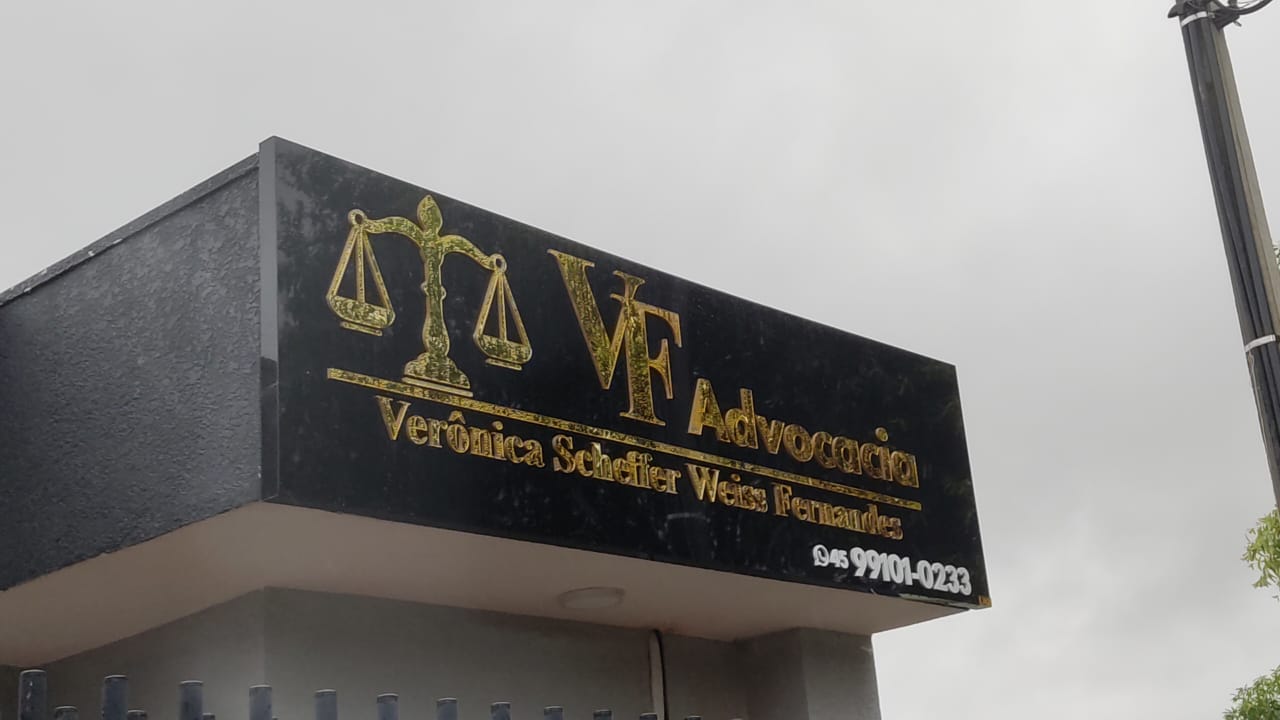 VF Advocacia
Verônica Scheffer Weiss Fernandes
45 99101-0233